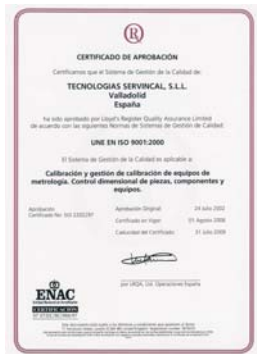 CERTIFICADO DE APROBACIÓN
Certificamos que el Sistema de Gestión de la Calidad de:
TECNOLOGIAS SERVINCAL, S.L.L.
Valladolid
España
ha sido aprobado por Lloyd's Register Quality Assurance Limited
de acuerdo con las siguientes Normas de Sistemas de Gestión de Calidad:
UNE EN ISO 9001:2000
El Sistema de Gestión de la Calidad es aplicable a:
Calibración y gestión de calibración de equipos de
metrología. Control dimensional de piezas, componentes y
equipos.
Aprobación
Certificado No:
Aprobación Original
24 Julio 2002
Certificado en Vigor
01 Agosto 2008
Caducidad del Certificado
31 Julio 2009
por LRQA, Ltd. Operaciones España
ENAC
CERTIFICACIÓN